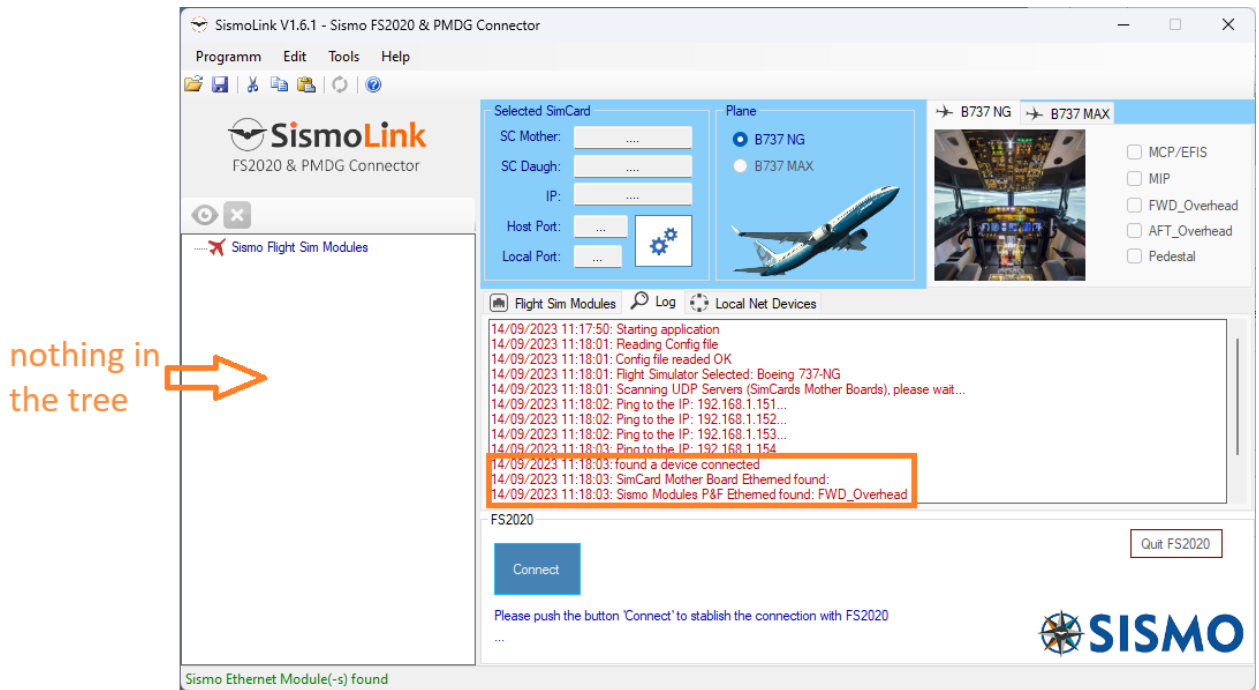 SismoLink V1.6.1 - Sismo FS2020 & PMDG Connector
Programm Edit Tools Help
SismoLink
FS2020 & PMDG Connector
Sismo Flight Sim Modules
nothing in
the tree
Selected SimCard
SC Mother: ....
SC Daugh: ....
IP: ....
Host Port: ...
Local Port: ...
Plane
B737 NG
B737 MAX
B737 NG B737 MAX
MCP/EFIS
MIP
FWD_Overhead
AFT_Overhead
Pedestal
Flight Sim Modules Log Local Net Devices
14/09/2023 11:17:50: Starting application
14/09/2023 11:18:01: Reading Config file
14/09/2023 11:18:01: Config file readed OK
14/09/2023 11:18:01: Flight Simulator Selected: Boeing 737-NG
14/09/2023 11:18:01: Scanning UDP Servers (SimCards Mother Boards), please wait...
14/09/2023 11:18:02: Ping to the IP: 192.168.1.151...
14/09/2023 11:18:02: Ping to the IP: 192.168.1.152...
14/09/2023 11:18:02: Ping to the IP: 192.168.1.153...
14/09/2023 11:18:03: Ping to the IP: 192.168.1.154
14/09/2023 11:18:03: found a device connected
14/09/2023 11:18:03: SimCard Mother Board Etherned found:
14/09/2023 11:18:03: Sismo Modules P&F Etherned found: FWD_Overhead
FS2020
Connect
Quit FS2020
Please push the button 'Connect' to stablish the connection with FS2020
...
SISMO
Sismo Ethernet Module(-s) found